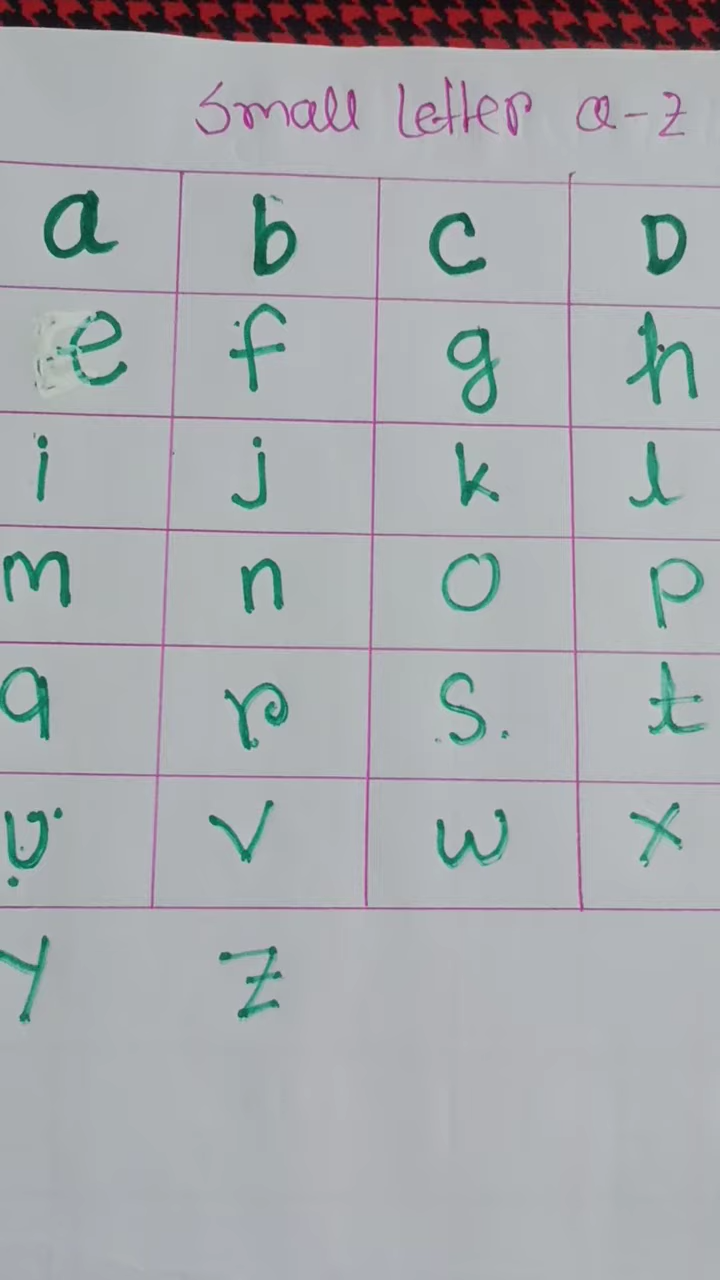 Small Letter a-z
a b c D
e f g h
i j k l
m n o p
q r s. t
u v w x
y z